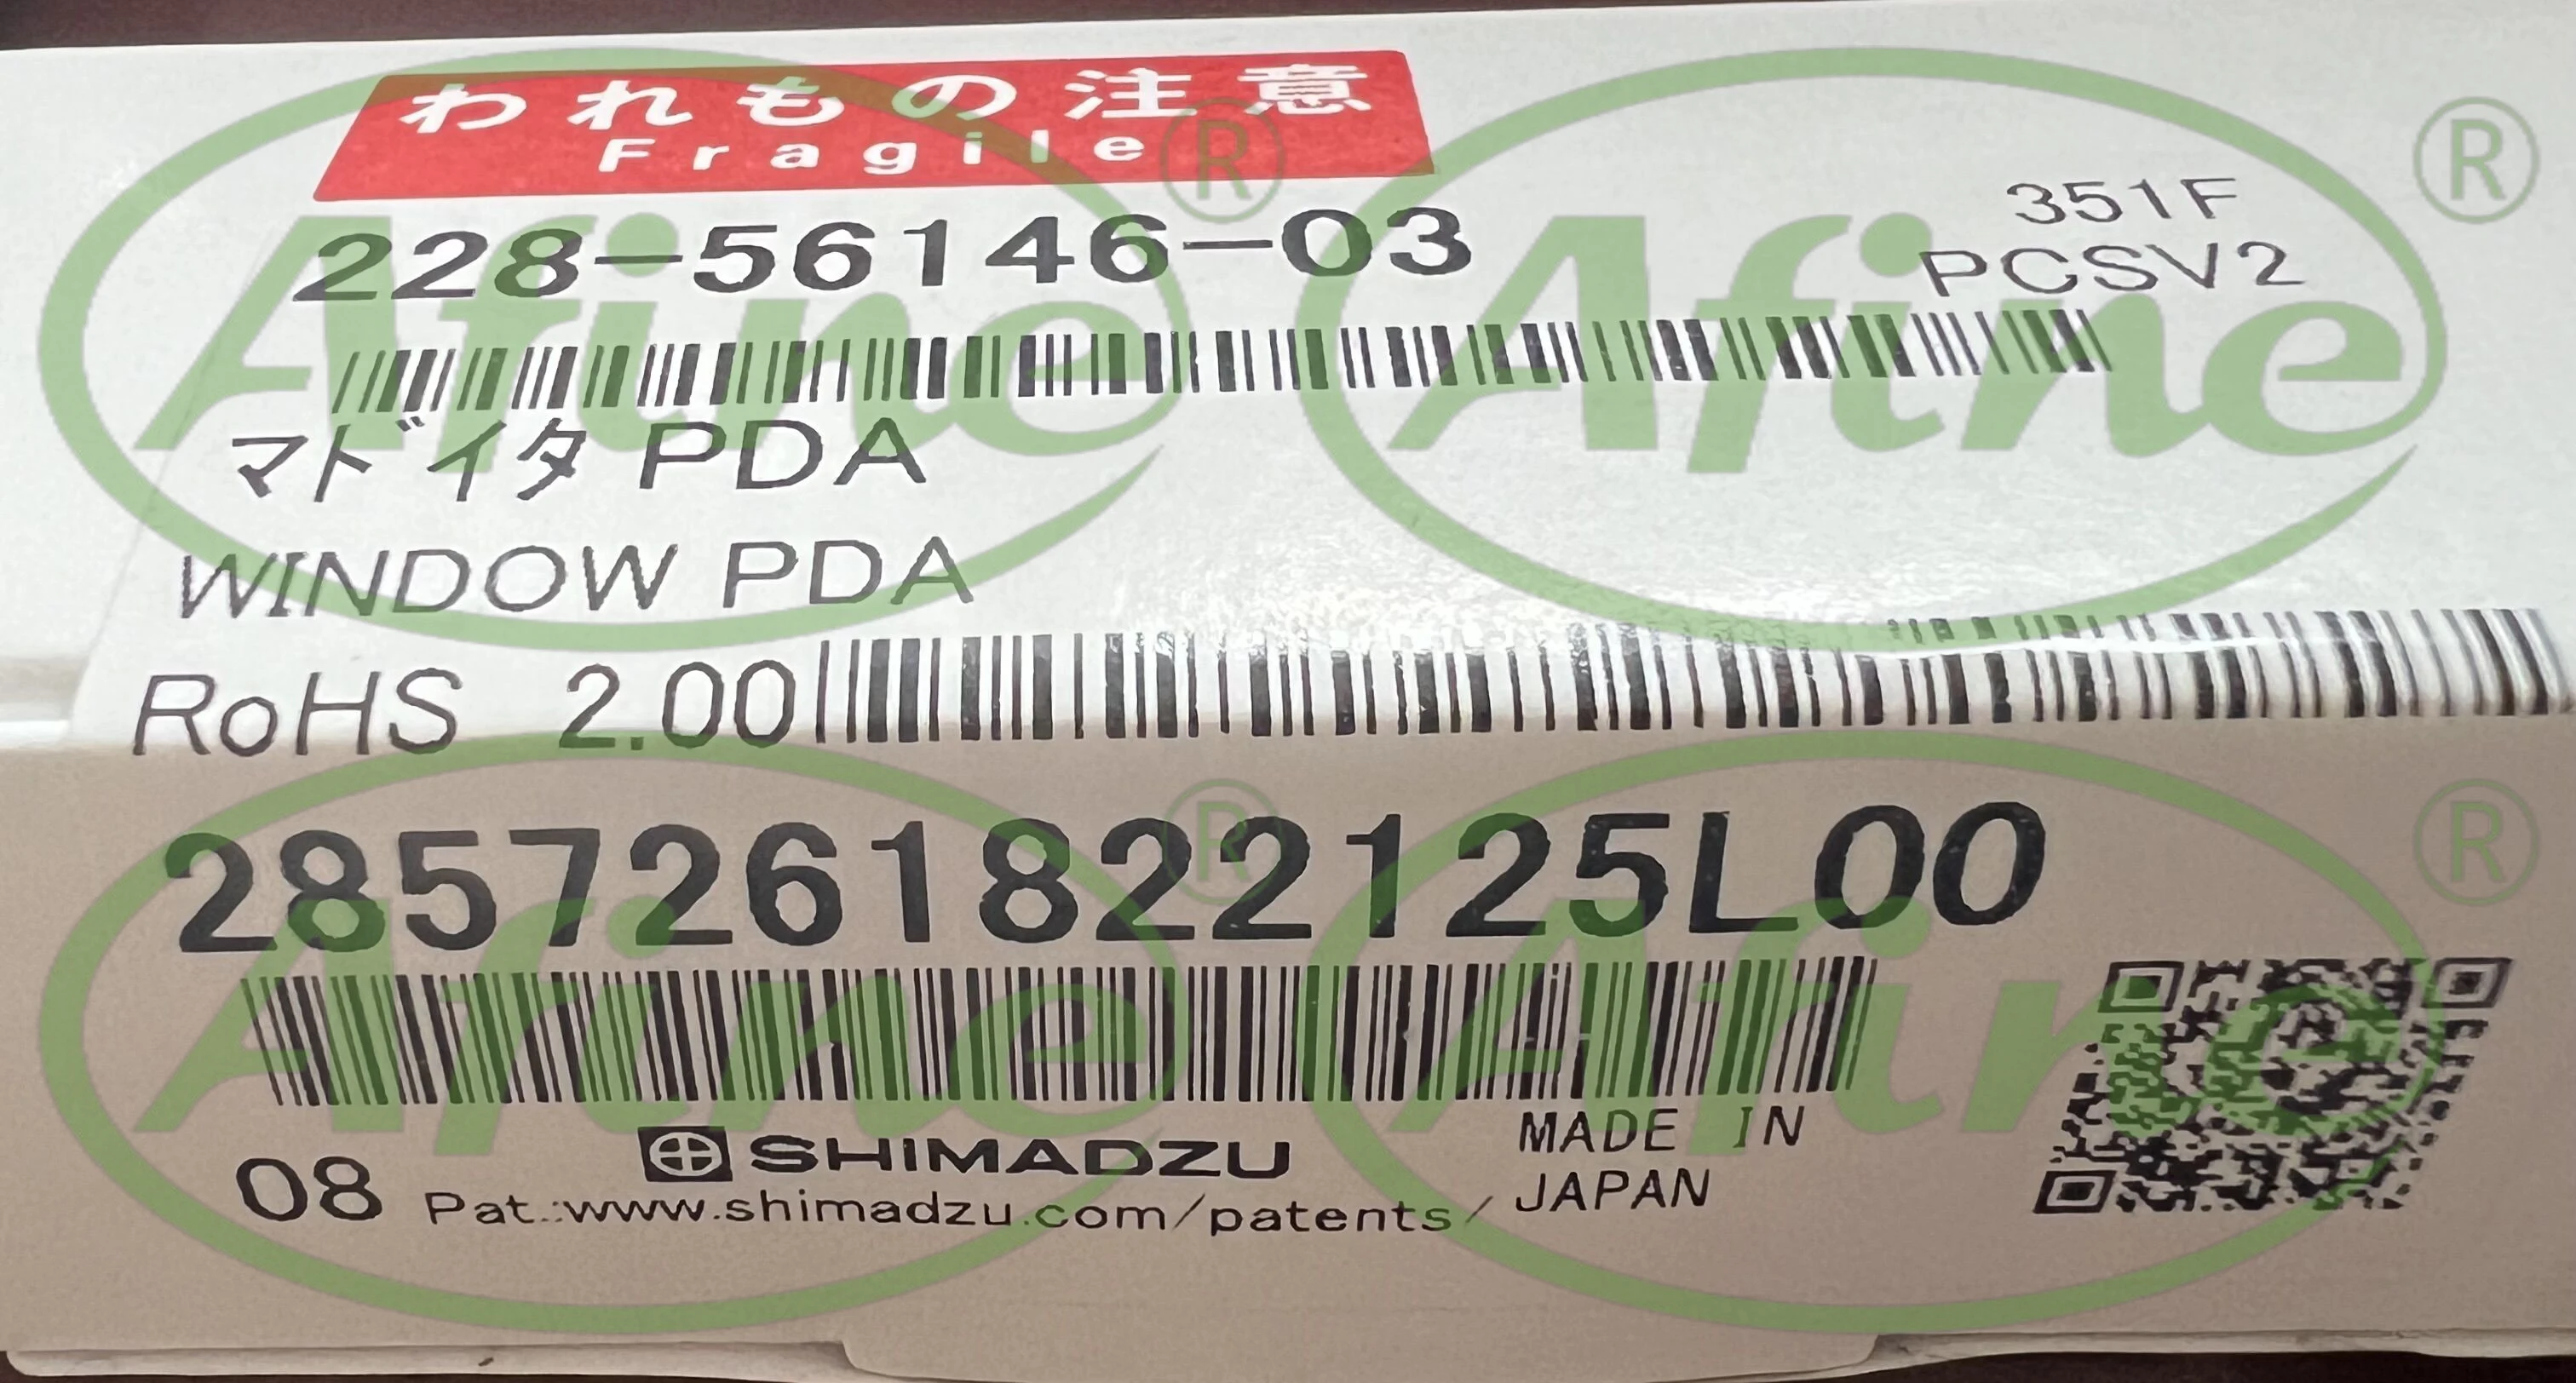 われもの注意
Fragile
228-56146-03
351F
PCSV2
マドイタ PDA
WINDOW PDA
RoHS 2.00
2857261822125L00
08
SHIMADZU
Pat.:www.shimadzu.com/patents/
MADE IN
JAPAN
Afine®
Afine®
Afine®
Afine®